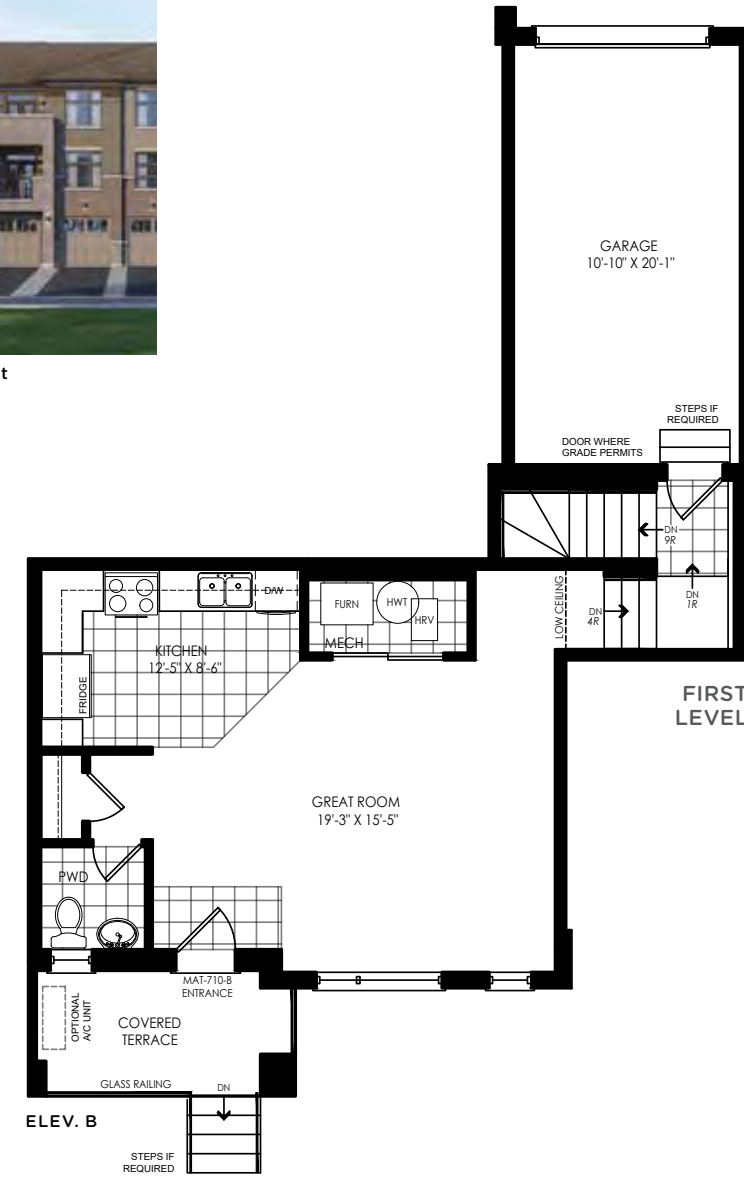 t
GARAGE
10'-10" X 20'-1"
STEPS IF
REQUIRED
DOOR WHERE
GRADE PERMITS
DN
9R
LOW CEILING
DN
4R
DN
1R
D/W
FURN
HWT
HRV
MECH
KITCHEN
12'-5" X 8'-6"
FRIDGE
FIRST
LEVEL
GREAT ROOM
19'-3" X 15'-5"
PWD
MAT-710-B
ENTRANCE
OPTIONAL
A/C UNIT
COVERED
TERRACE
GLASS RAILING
DN
ELEV. B
STEPS IF
REQUIRED